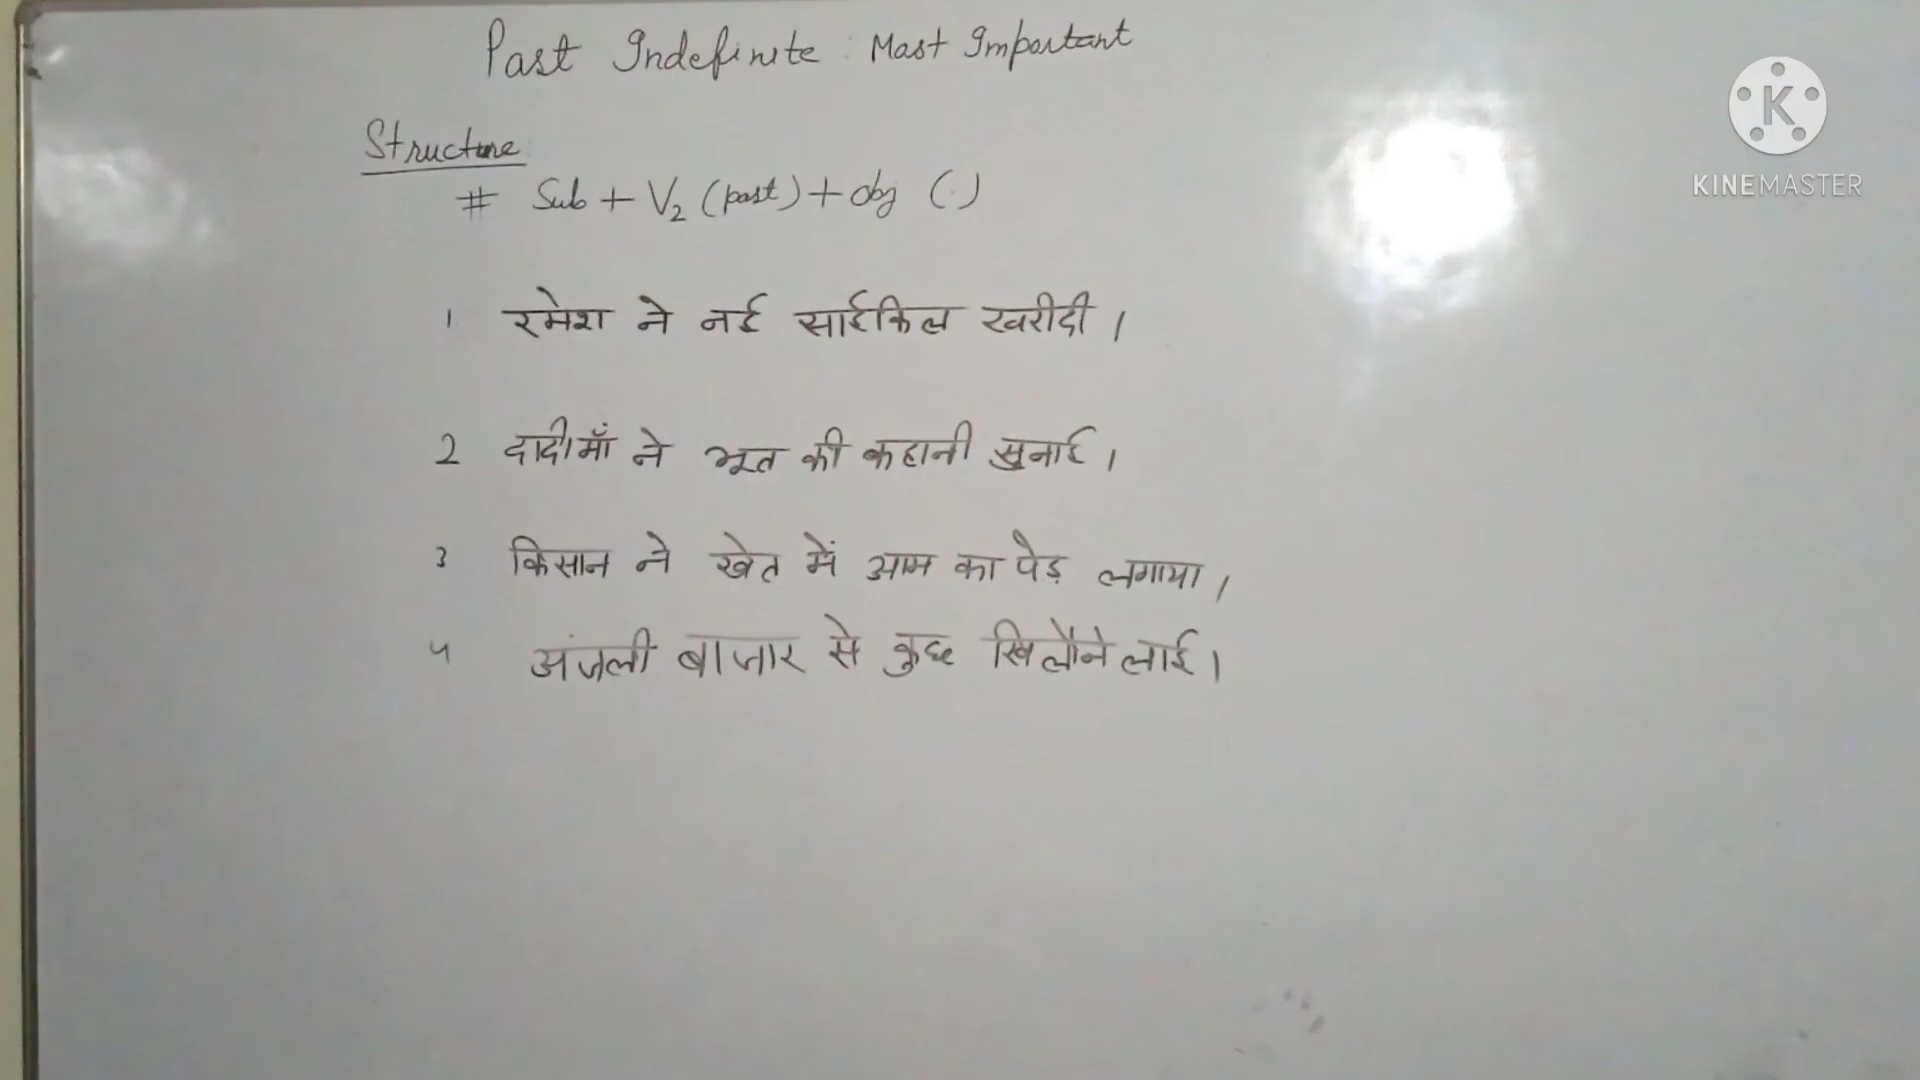 Past Indefinite : Mast Important
Structure
# Sub + V₂ (past) + obj (.)
1 रमेश ने नई साईकिल खरीदी ।
2 दादीमाँ ने भूत की कहानी सुनाई ।
3 किसान ने खेत में आम का पेड़ लगाया ।
4 अंजली बाजार से कुछ खिलौने लाई ।
K
KINEMASTER